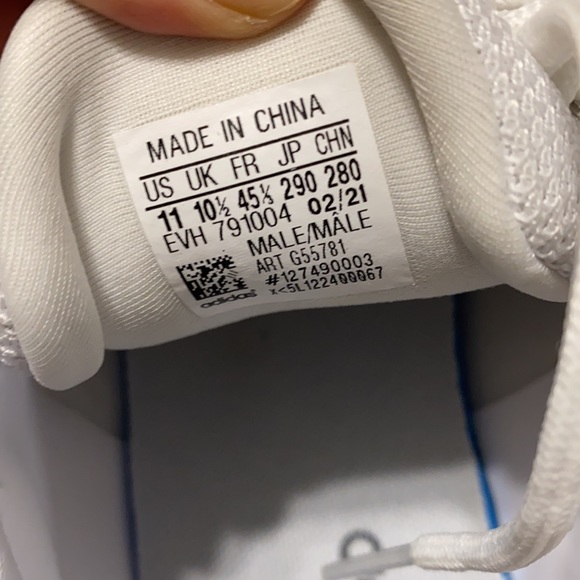 MADE IN CHINA
US UK FR JP CHN
11 10½ 45⅓ 290 280
EVH 791004 02/21
MALE/MÂLE
ART G55781
#127490003
x<5L122400067
adidas